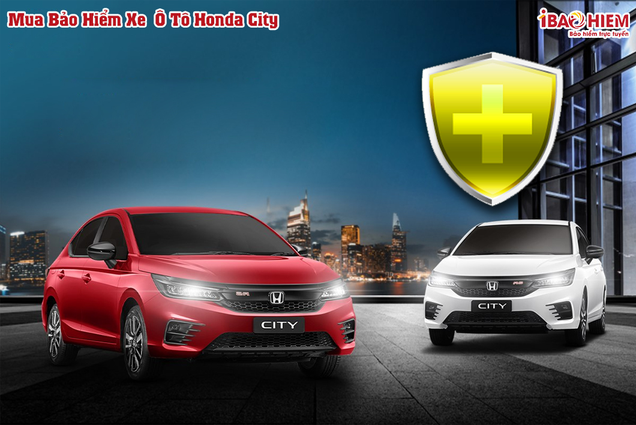 Mua Bảo Hiểm Xe Ô Tô Honda City
iBAOHIEM
Bảo hiểm trực tuyến
CITY
CITY